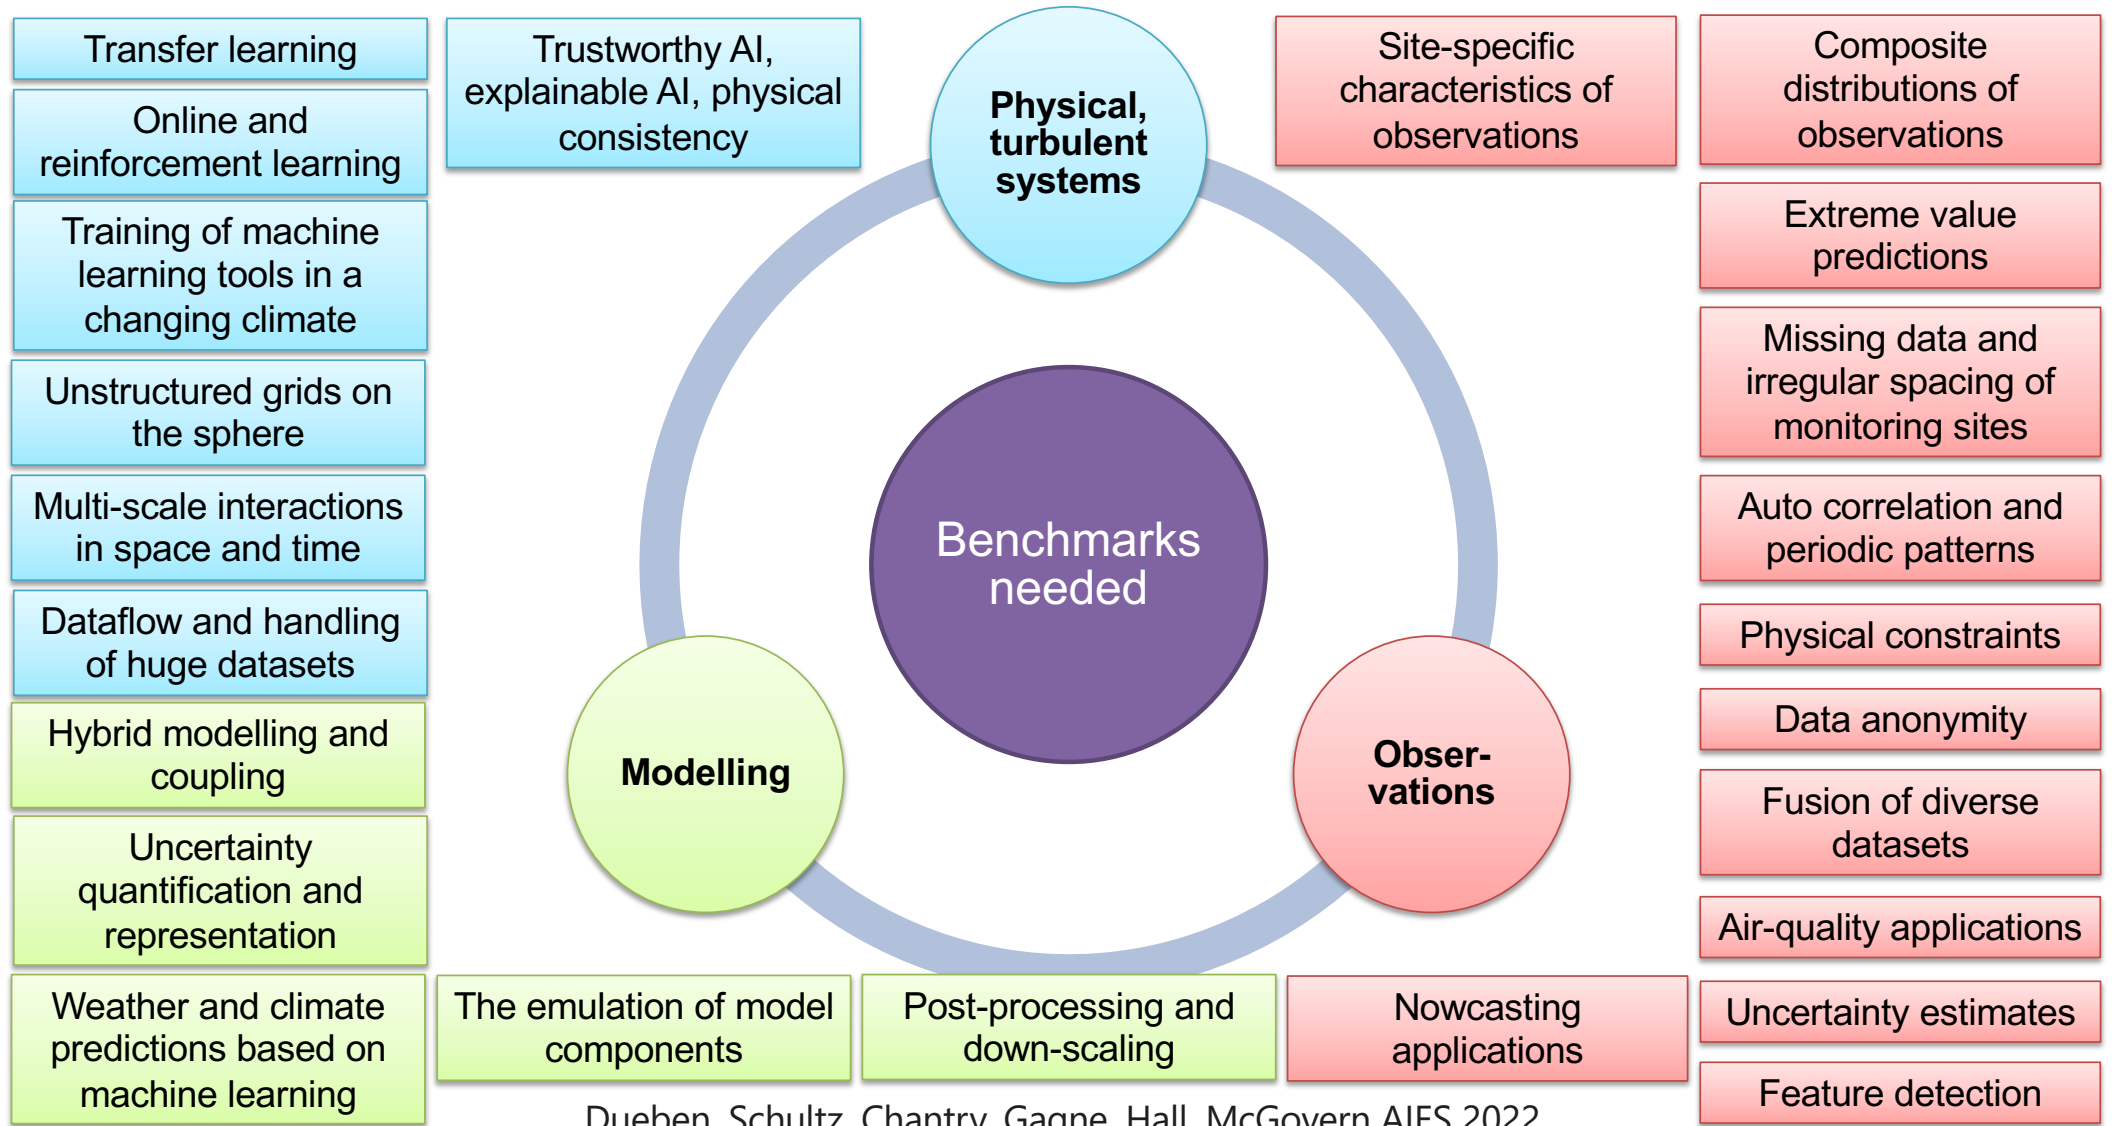 Transfer learning
Online and
reinforcement learning
Training of machine
learning tools in a
changing climate
Unstructured grids on
the sphere
Multi-scale interactions
in space and time
Dataflow and handling
of huge datasets
Hybrid modelling and
coupling
Uncertainty
quantification and
representation
Weather and climate
predictions based on
machine learning
Trustworthy AI,
explainable AI, physical
consistency
Physical,
turbulent
systems
Benchmarks
needed
Modelling
Obser-
vations
The emulation of model
components
Post-processing and
down-scaling
Nowcasting
applications
Site-specific
characteristics of
observations
Composite
distributions of
observations
Extreme value
predictions
Missing data and
irregular spacing of
monitoring sites
Auto correlation and
periodic patterns
Physical constraints
Data anonymity
Fusion of diverse
datasets
Air-quality applications
Uncertainty estimates
Feature detection
Dueben, Schultz, Chantry, Gagne, Hall, McGovern AIES 2022